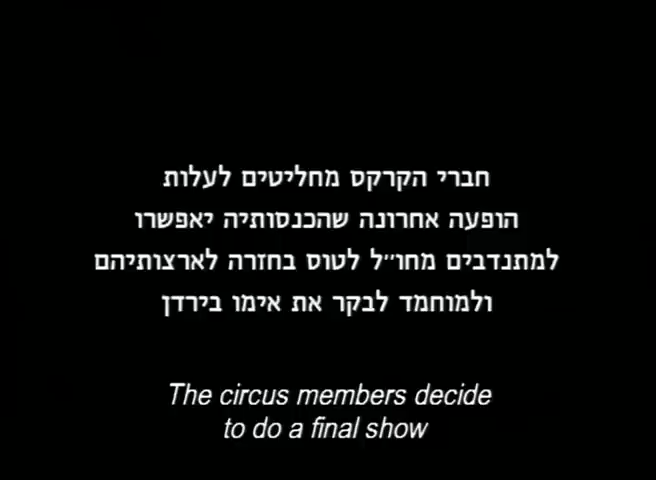 חברי הקרקס מחליטים לעלות
הופעה אחרונה שהכנסותיה יאפשרו
למתנדבים מחו''ל לטוס בחזרה לארצותיהם
ולמוחמד לבקר את אימו בירדן
The circus members decide
to do a final show